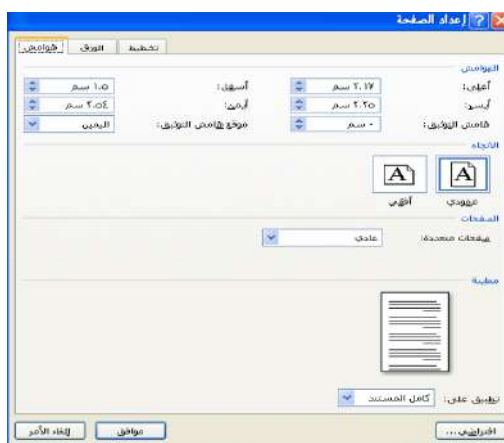 إعداد الصفحة
هوامش الورق تخطيط
الهوامش
أعلى: ٢.١٧ سم أسفل: ١.٥ سم
أيسر: ٢.٢٥ سم أيمن: ٢.٥٤ سم
هامش التوثيق: ٠ سم موقع هامش التوثيق: اليمين
الاتجاه
عمودي أفقي
الصفحات
صفحات متعددة: عادي
معاينة
تطبيق على: كامل المستند
افتراضي... موافق إلغاء الأمر